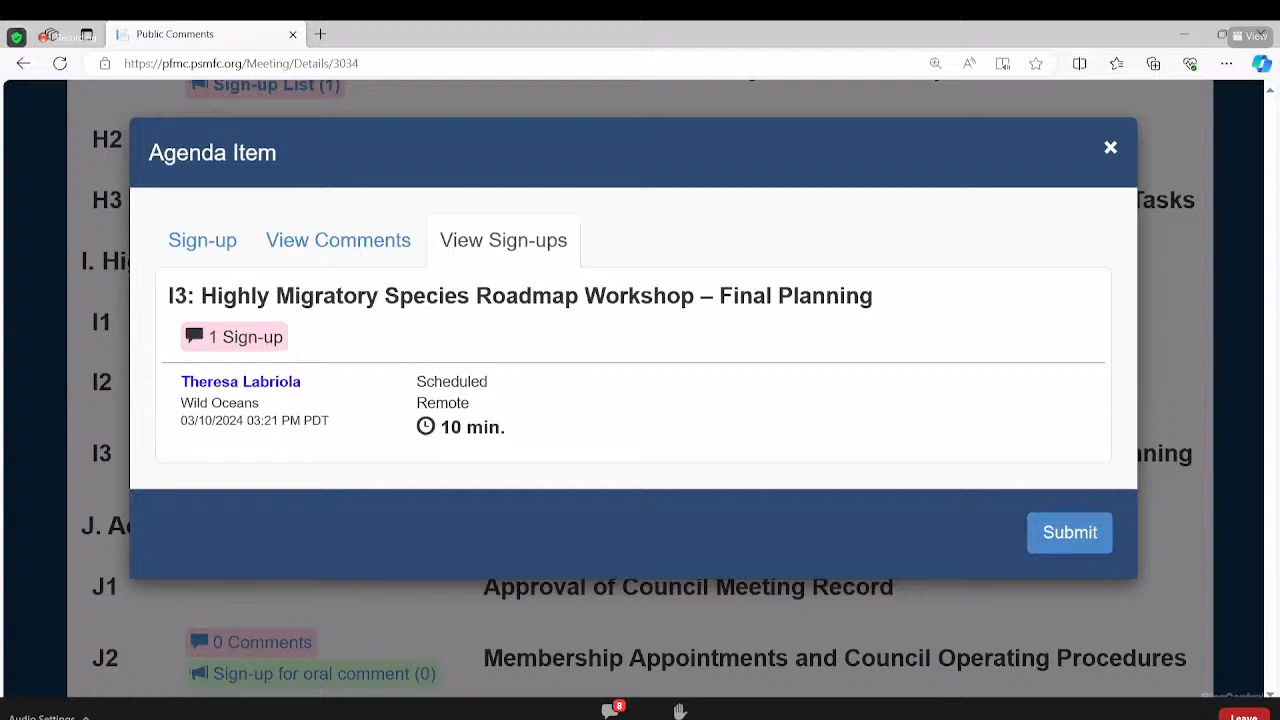 Public Comments
View
https://pfmc.psmfc.org/Meeting/Details/3034
Sign-up List (1)
H2
Agenda Item
H3
Tasks
Sign-up
View Comments
View Sign-ups
I. Hi
I3: Highly Migratory Species Roadmap Workshop – Final Planning
I1
1 Sign-up
I2
Theresa Labriola
Scheduled
Wild Oceans
Remote
03/10/2024 03:21 PM PDT
10 min.
I3
nning
J. A
Submit
J1
Approval of Council Meeting Record
0 Comments
J2
Membership Appointments and Council Operating Procedures
Sign-up for oral comment (0)
8
Audio Settings
Leave